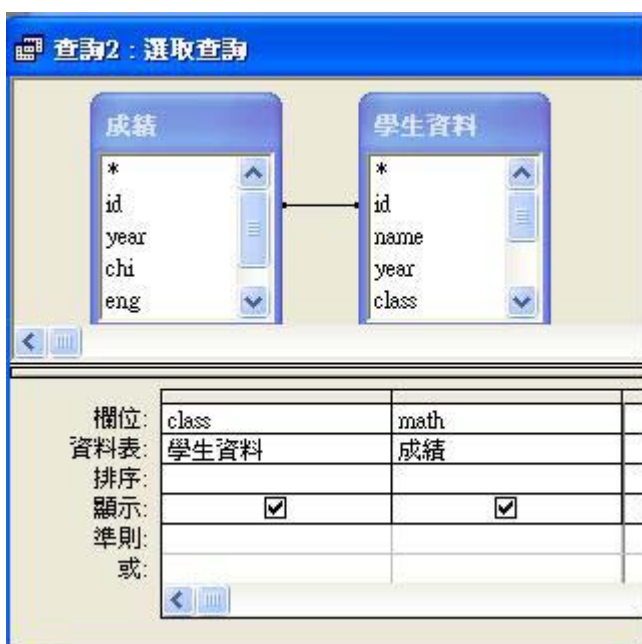 查詢2 : 選取查詢
成績
*
id
year
chi
eng
學生資料
*
id
name
year
class
欄位: class math
資料表: 學生資料 成績
排序:
顯示:
準則:
或: